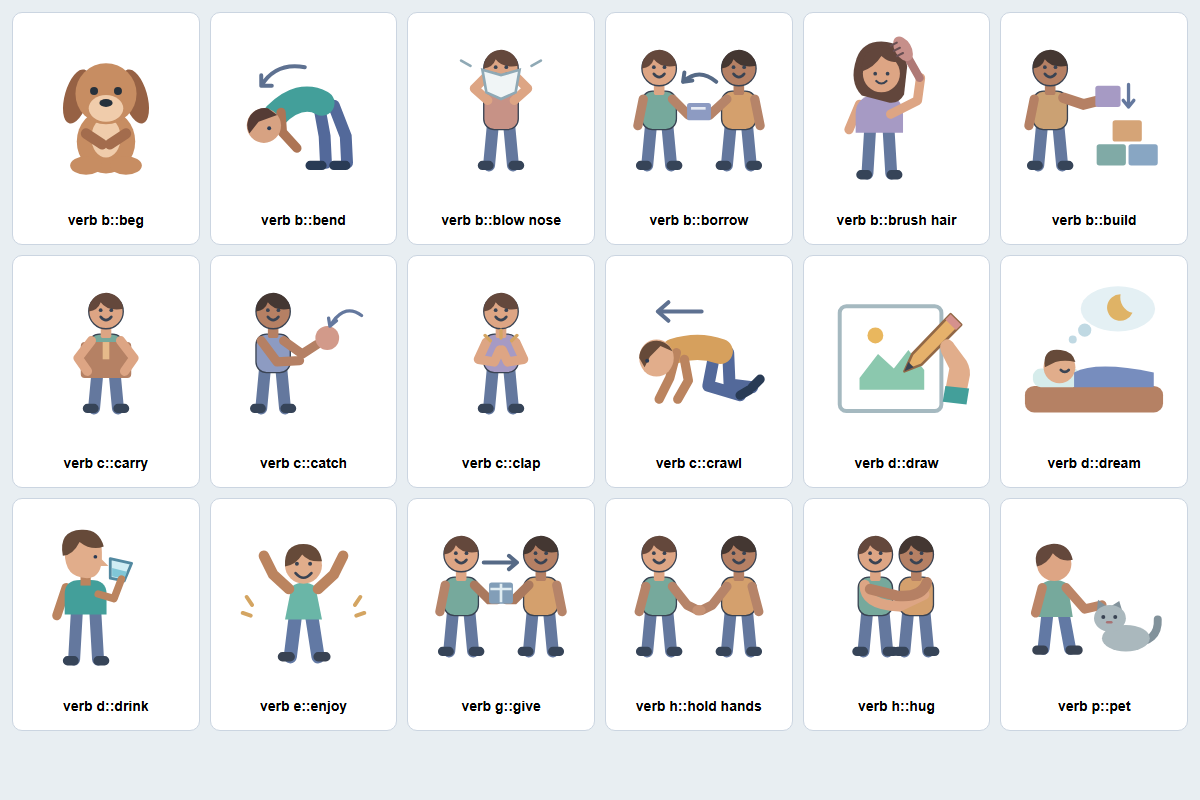 verb b::beg
verb b::bend
verb b::blow nose
verb b::borrow
verb b::brush hair
verb b::build
verb c::carry
verb c::catch
verb c::clap
verb c::crawl
verb d::draw
verb d::dream
verb d::drink
verb e::enjoy
verb g::give
verb h::hold hands
verb h::hug
verb p::pet